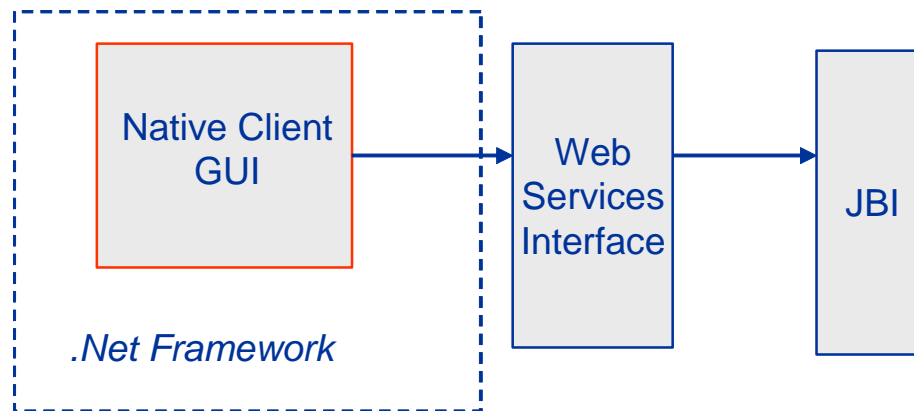 Native Client
GUI
Web
Services
Interface
JBI
.Net Framework